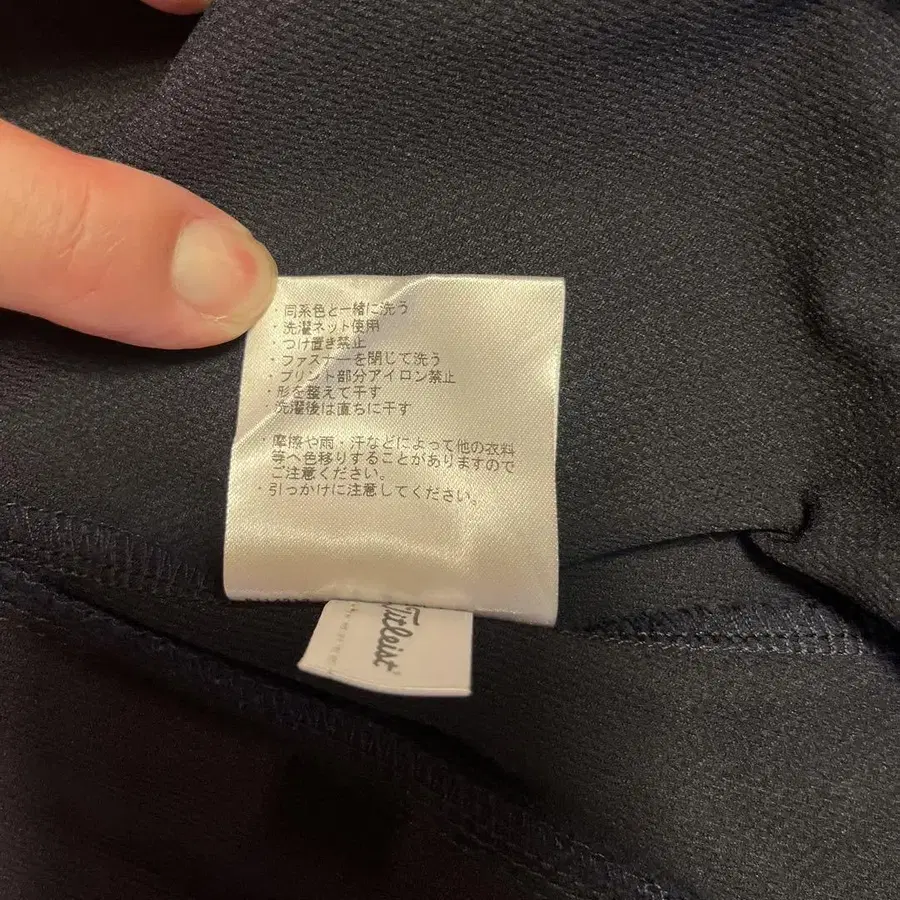 ・同系色と一緒に洗う
・洗濯ネット使用
・つけ置き禁止
・ファスナーを閉じて洗う
・プリント部分アイロン禁止
・形を整えて干す
・洗濯後は直ちに干す
・摩擦や雨・汗などによって他の衣料
等へ色移りすることがありますので
ご注意ください。
・引っかけに注意してください。
Titleist